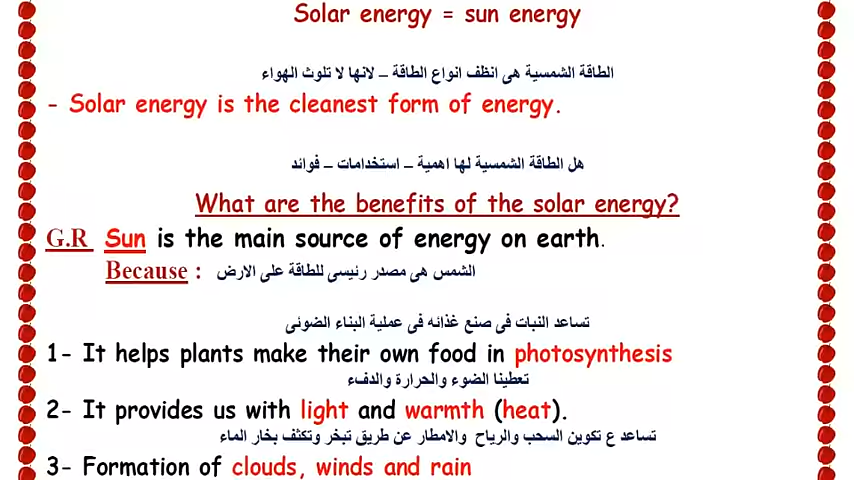 Solar energy = sun energy
الطاقة الشمسية هى انظف انواع الطاقة – لانها لا تلوث الهواء
- Solar energy is the cleanest form of energy.
هل الطاقة الشمسية لها اهمية – استخدامات – فوائد
What are the benefits of the solar energy?
G.R Sun is the main source of energy on earth.
Because : الشمس هى مصدر رئيسى للطاقة على الارض
تساعد النبات فى صنع غذائه فى عملية البناء الضوئى
1- It helps plants make their own food in photosynthesis
تعطينا الضوء والحرارة والدفء
2- It provides us with light and warmth (heat).
تساعد ع تكوين السحب والرياح والامطار عن طريق تبخر وتكثف بخار الماء
3- Formation of clouds, winds and rain